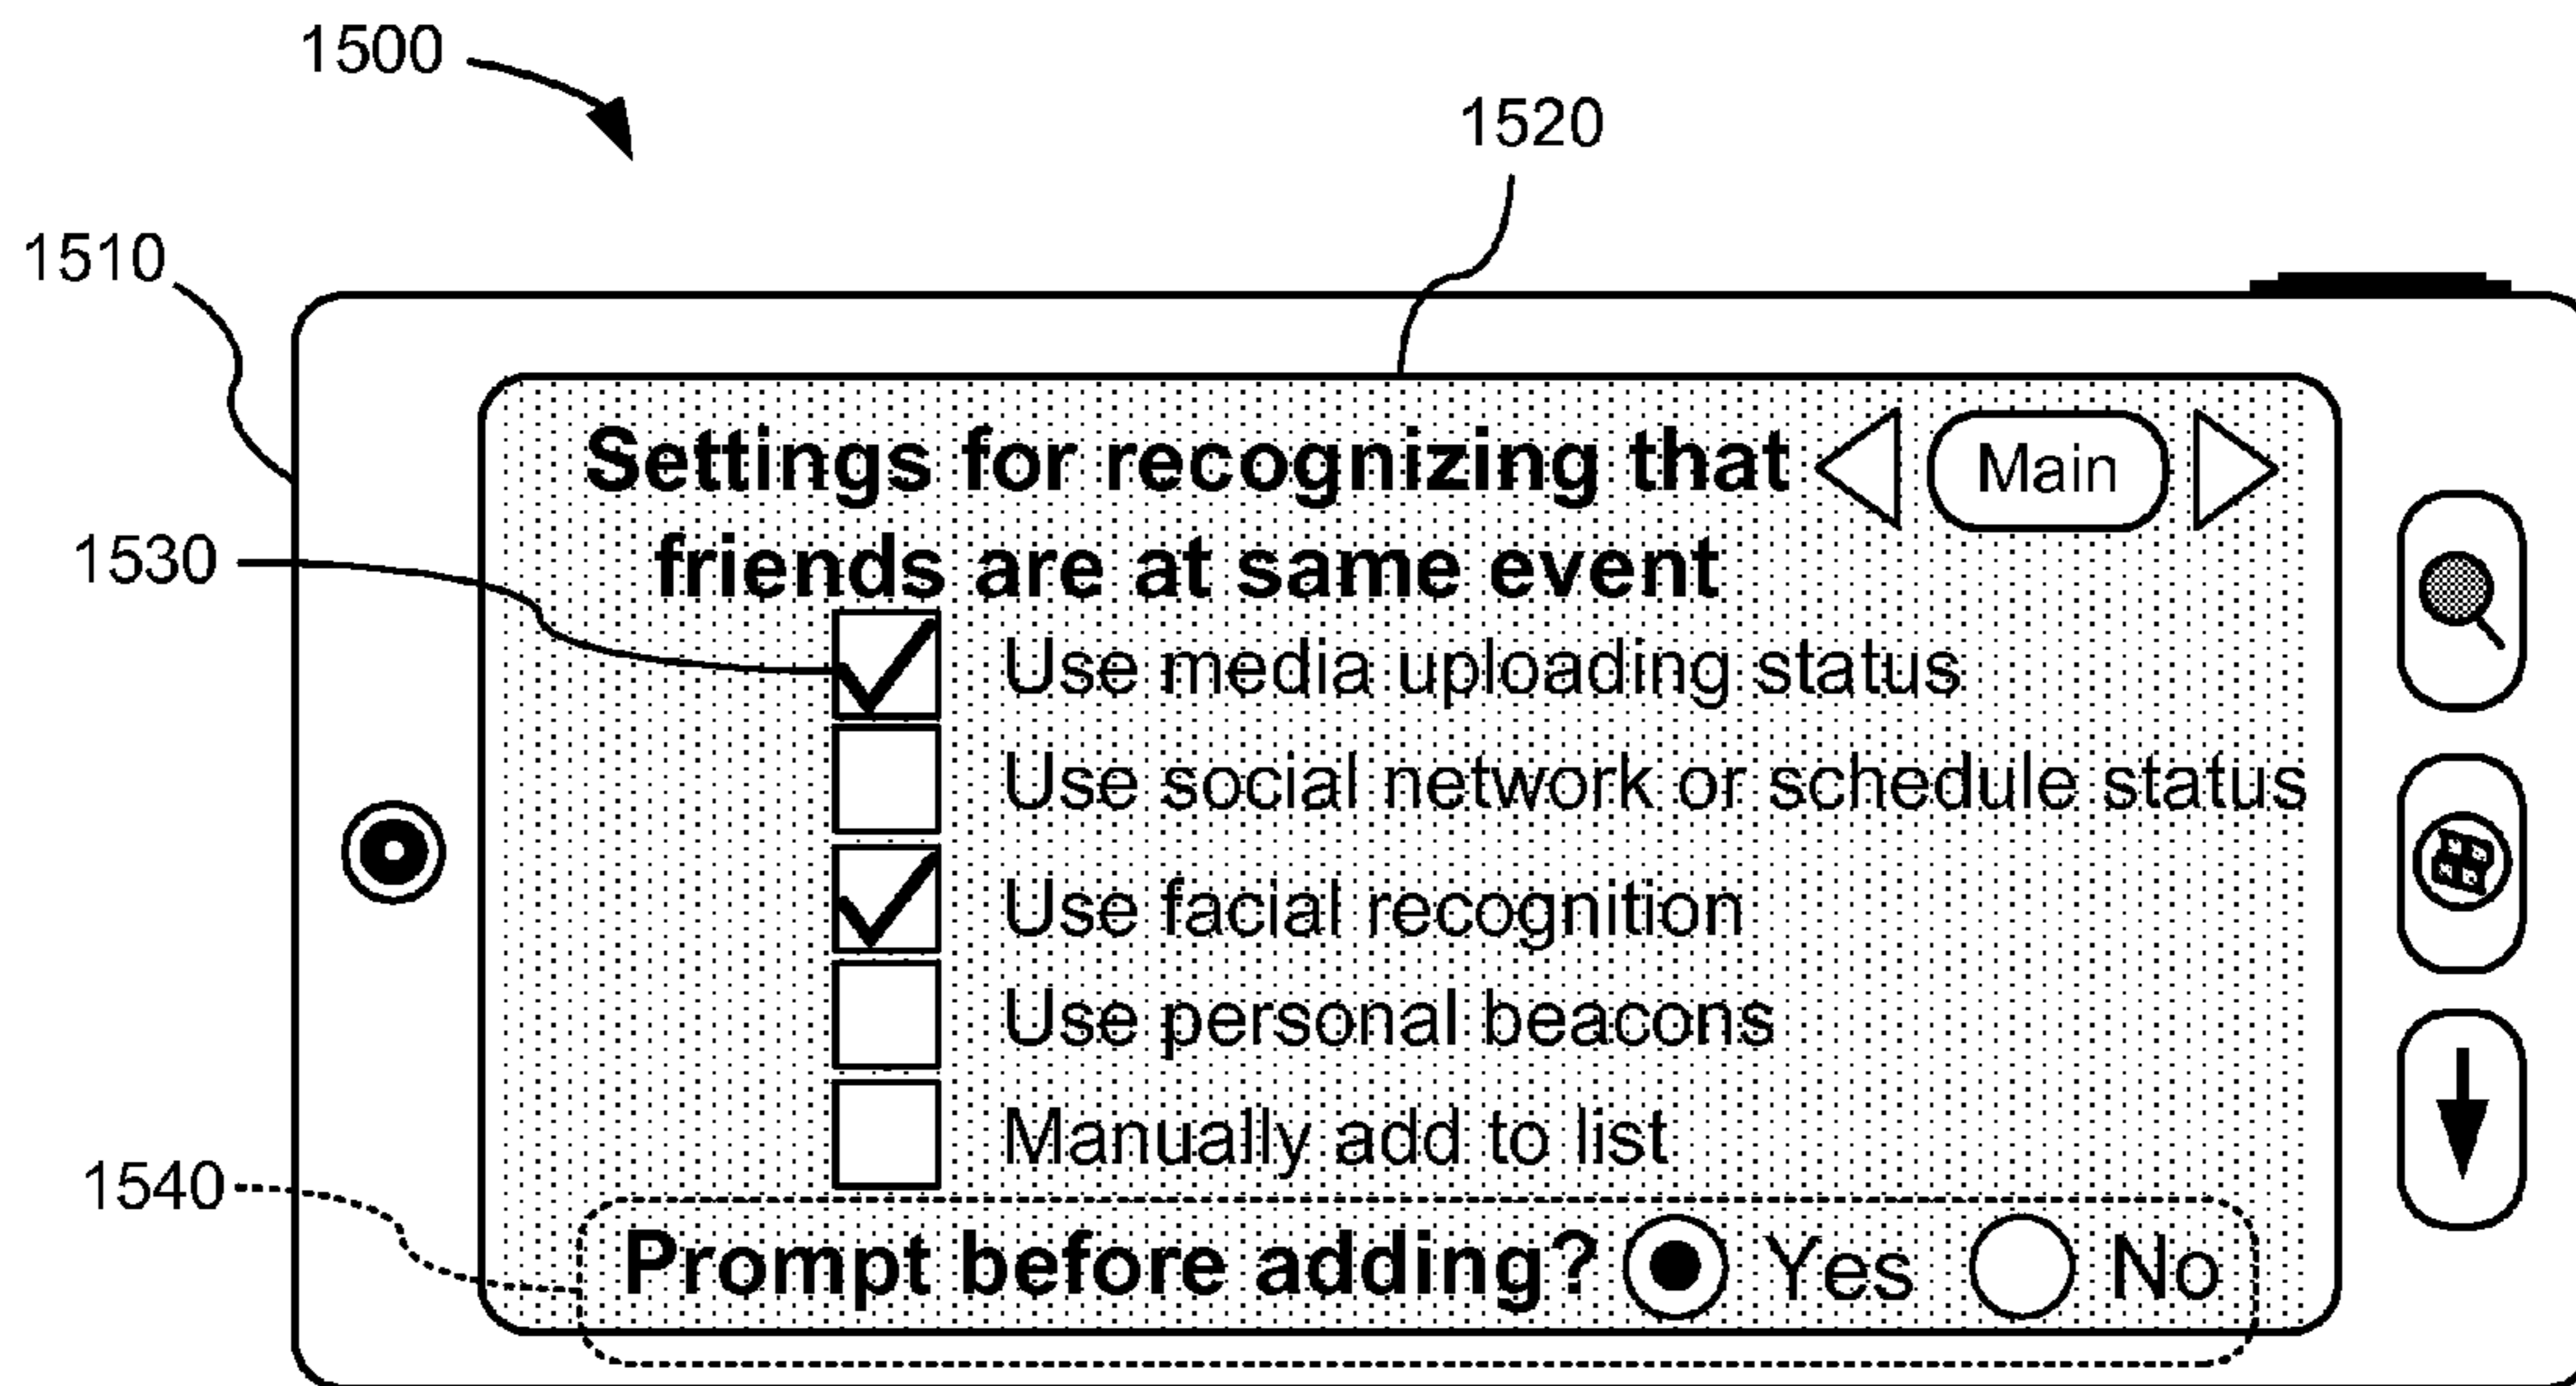 1500
1520
1510
Settings for recognizing that
Main
friends are at same event
1530
Use media uploading status
Use social network or schedule status
Use facial recognition
Use personal beacons
Manually add to list
1540
Prompt before adding? Yes No